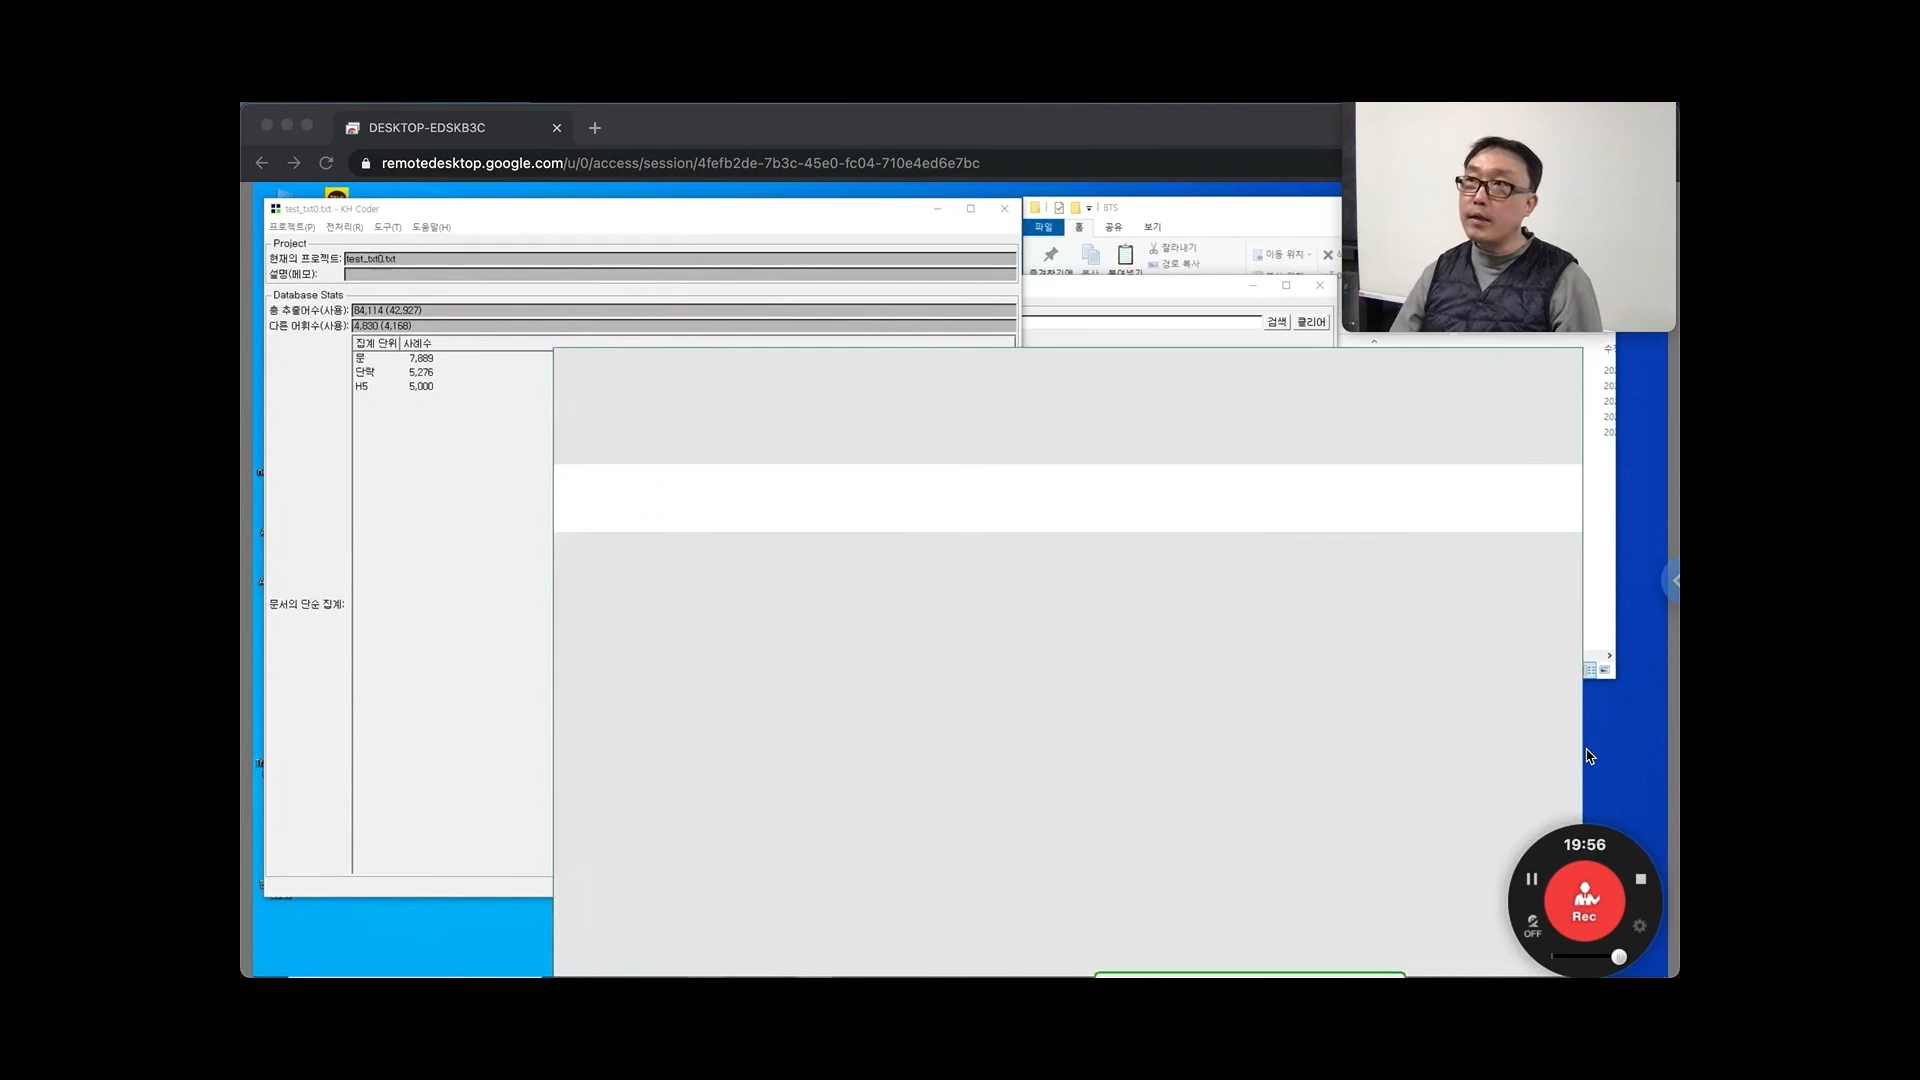 DESKTOP-EDSKB3C
remotedesktop.google.com/u/0/access/session/4fefb2de-7b3c-45e0-fc04-710e4ed6e7bc
test_txt0.txt - KH Coder
프로젝트(P) 전처리(R) 도구(T) 도움말(H)
Project
현재의 프로젝트: test_txt0.txt
설명(메모):
Database Stats
총 추출어수(사용): 84,114 (42,927)
다른 어휘수(사용): 4,830 (4,168)
집계 단위 사례수
문 7,889
단락 5,276
H5 5,000
문서의 단순 집계:
BTS
파일 홈 공유 보기
잘라내기
경로 복사
이동 위치
검색 클리어
19:56
Rec
OFF